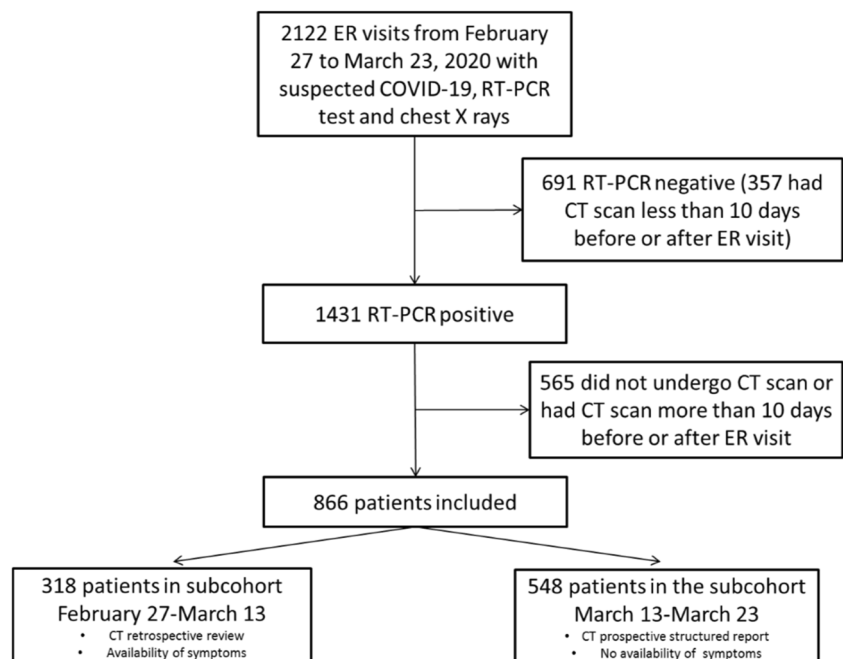 2122 ER visits from February
27 to March 23, 2020 with
suspected COVID-19, RT-PCR
test and chest X rays
691 RT-PCR negative (357 had
CT scan less than 10 days
before or after ER visit)
1431 RT-PCR positive
565 did not undergo CT scan or
had CT scan more than 10 days
before or after ER visit
866 patients included
318 patients in subcohort
February 27-March 13
• CT retrospective review
• Availability of symptoms
548 patients in the subcohort
March 13-March 23
• CT prospective structured report
• No availability of symptoms